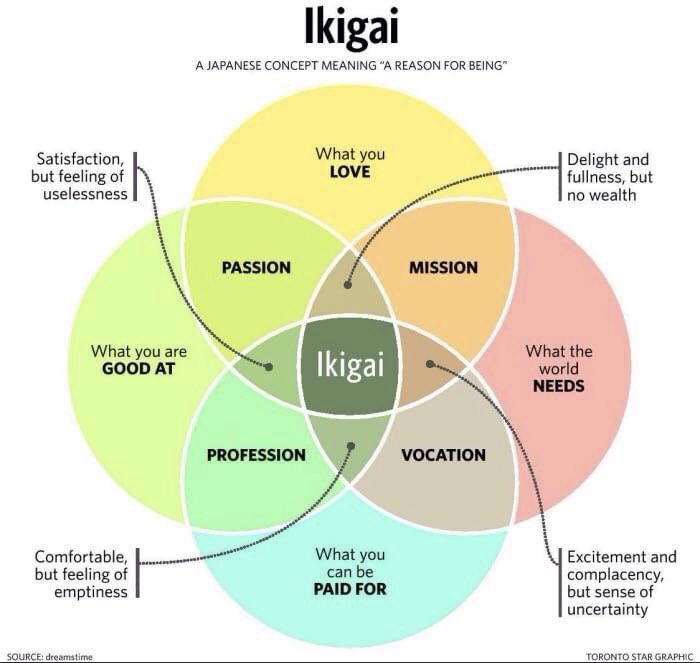 Ikigai
A JAPANESE CONCEPT MEANING “A REASON FOR BEING”
Satisfaction,
but feeling of
uselessness
What you
LOVE
Delight and
fullness, but
no wealth
PASSION
MISSION
What you are
GOOD AT
Ikigai
What the
world
NEEDS
PROFESSION
VOCATION
Comfortable,
but feeling of
emptiness
What you
can be
PAID FOR
Excitement and
complacency,
but sense of
uncertainty
SOURCE: dreamstime
TORONTO STAR GRAPHIC